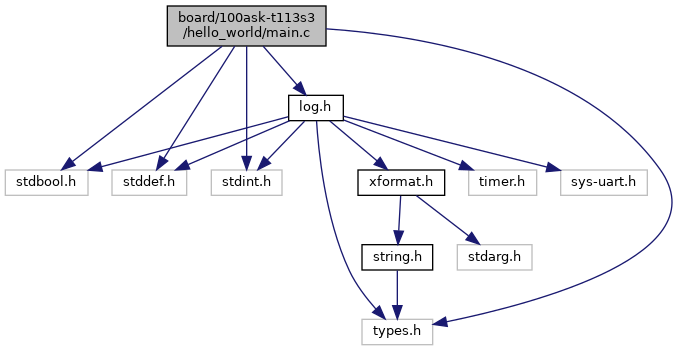 board/100ask-t113s3
/hello_world/main.c
log.h
stdbool.h
stddef.h
stdint.h
xformat.h
timer.h
sys-uart.h
string.h
stdarg.h
types.h